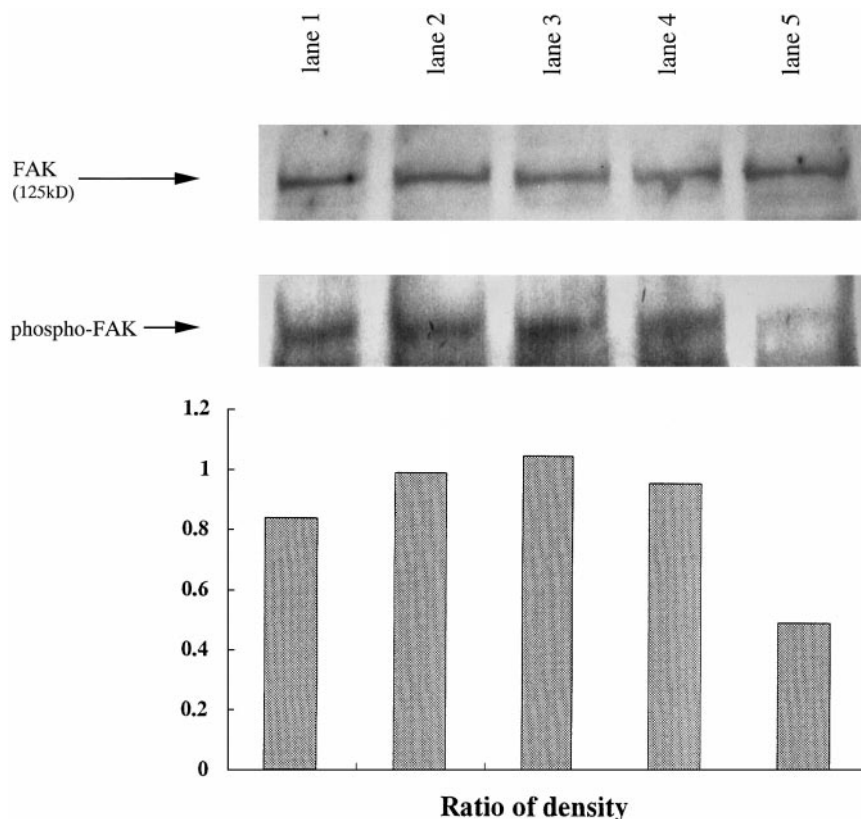 lane 1
lane 2
lane 3
lane 4
lane 5
FAK
(125kD)
phospho-FAK
1.2
1
0.8
0.6
0.4
0.2
0
Ratio of density